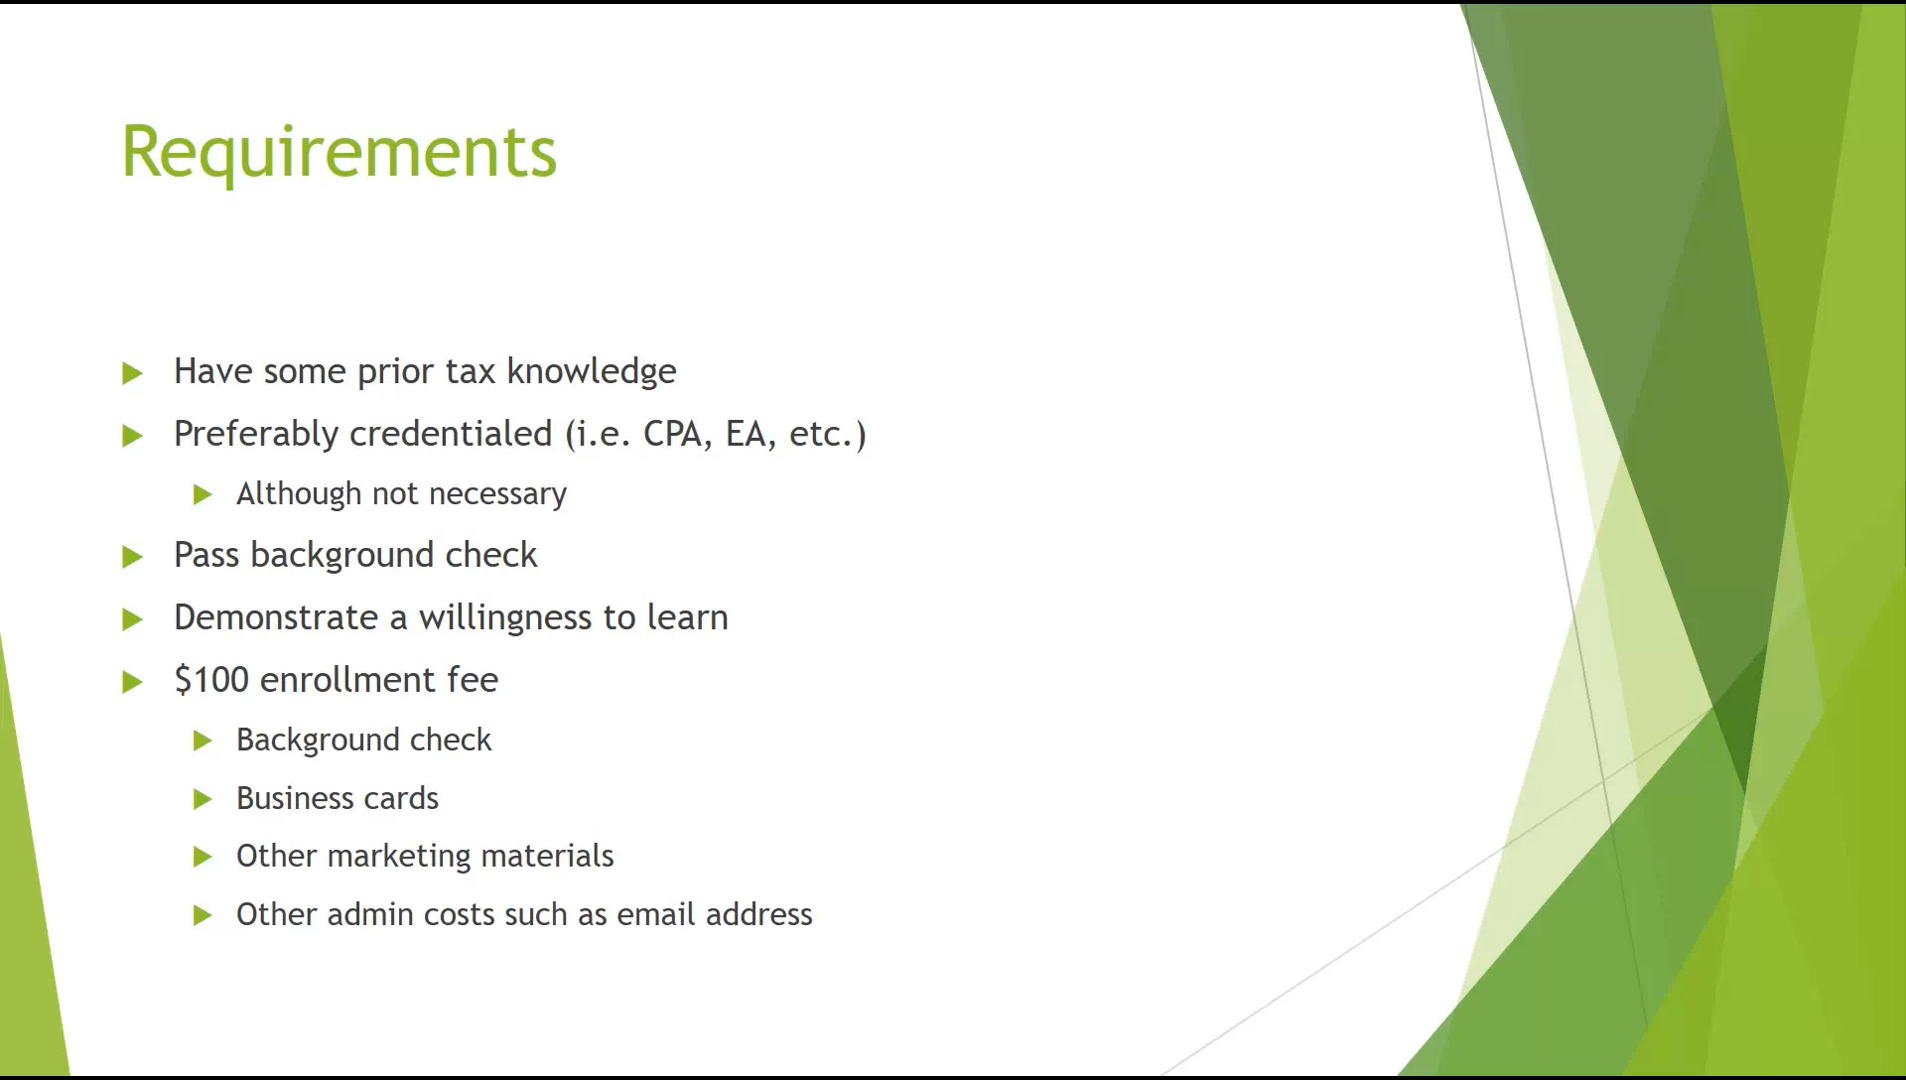 Requirements
Have some prior tax knowledge
Preferably credentialed (i.e. CPA, EA, etc.)
Although not necessary
Pass background check
Demonstrate a willingness to learn
$100 enrollment fee
Background check
Business cards
Other marketing materials
Other admin costs such as email address